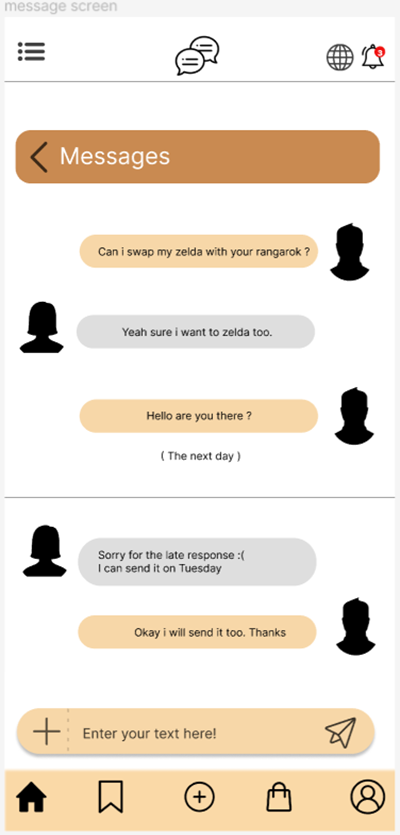 message screen
3
Messages
Can i swap my zelda with your rangarok ?
Yeah sure i want to zelda too.
Hello are you there ?
( The next day )
Sorry for the late response :(
I can send it on Tuesday
Okay i will send it too. Thanks
Enter your text here!